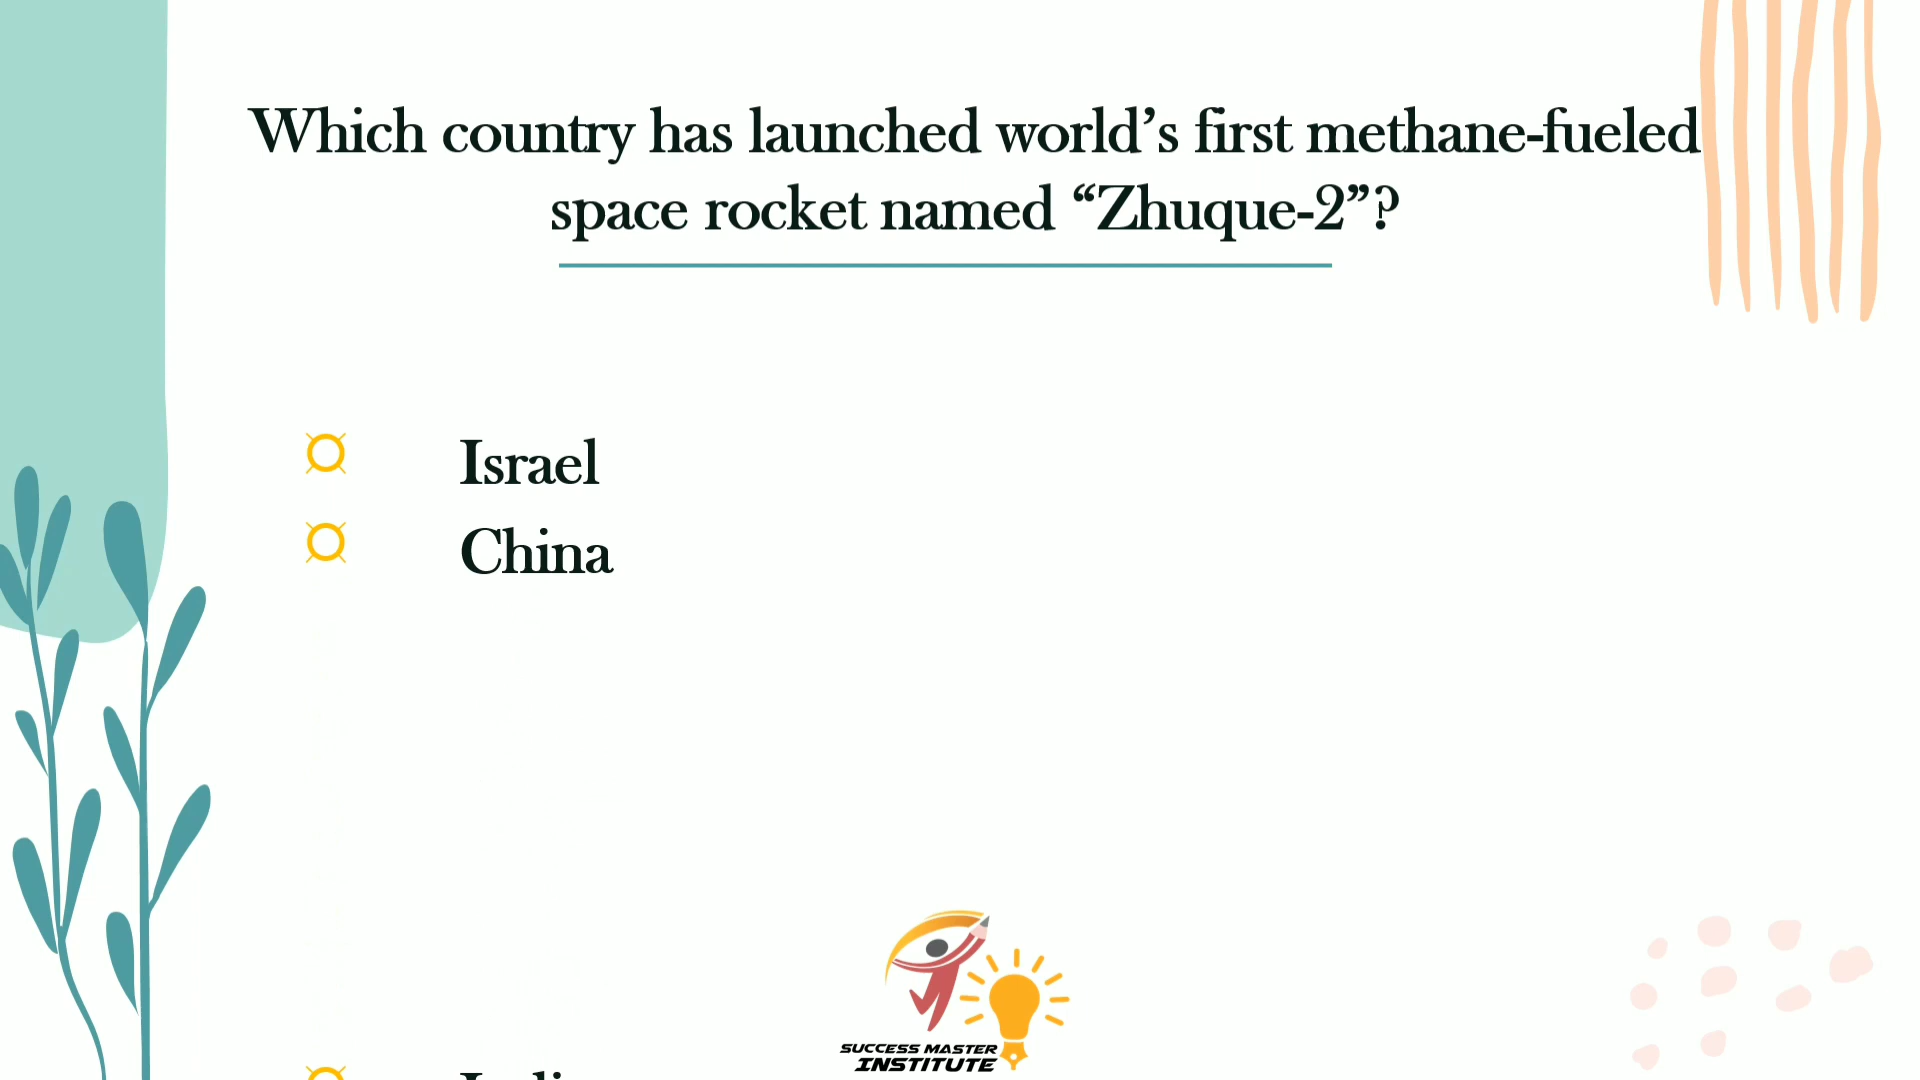 Which country has launched world’s first methane-fueled
space rocket named “Zhuque-2”?
Israel
China
SUCCESS MASTER
INSTITUTE